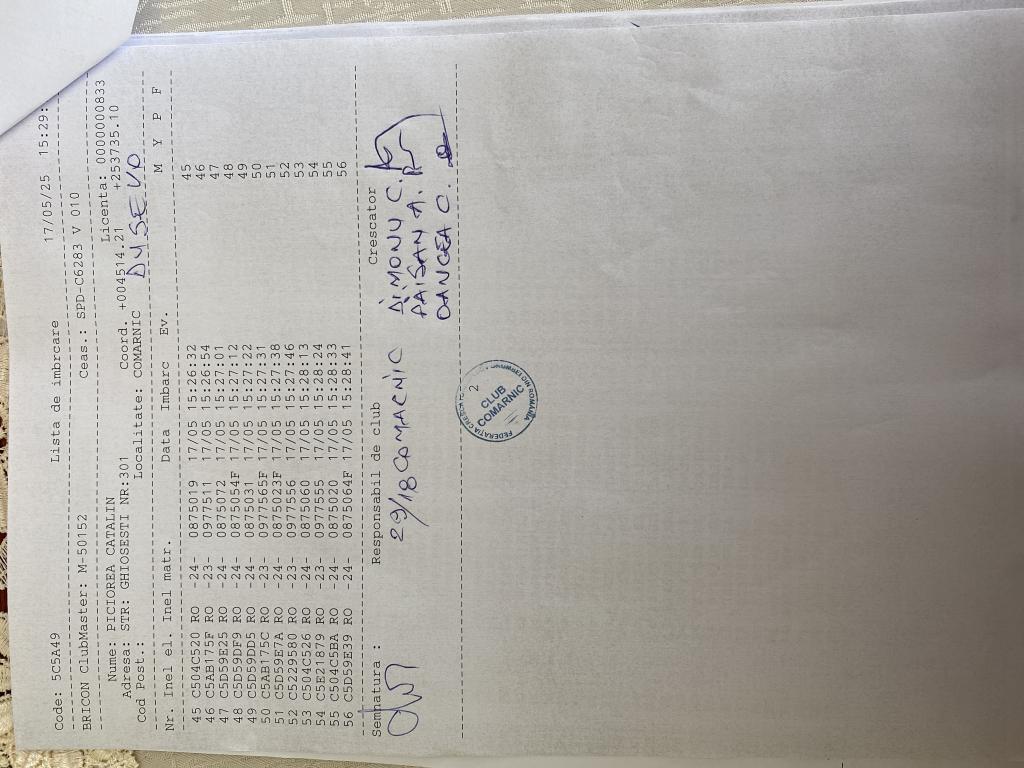 Code: 5C5A49 Lista de imbrcare 17/05/25 15:29:
BRICON ClubMaster: M-50152 Ceas.: SPD-C6283 V 010
Nume: PICIOREA CATALIN Licenta: 0000000833
Adresa: STR: GHIOSESTI NR:301 Coord. +004514.21 +253735.10
Cod Post.: Localitate: COMARNIC DUSEVO
Nr. Inel el. Inel matr. Data Imbarc Ev. M Y P F
45 C504C520 RO -24- 0875019 17/05 15:26:32 45
46 C5AB175F RO -23- 0977511 17/05 15:26:54 46
47 C5D59E25 RO -24- 0875072 17/05 15:27:01 47
48 C5D59DF9 RO -24- 0875054F 17/05 15:27:12 48
49 C5D59DD5 RO -24- 0875031 17/05 15:27:22 49
50 C5AB175C RO -23- 0977565F 17/05 15:27:31 50
51 C5D59E7A RO -24- 0875023F 17/05 15:27:38 51
52 C5229580 RO -23- 0977556 17/05 15:27:46 52
53 C504C526 RO -24- 0875060 17/05 15:28:13 53
54 C5E21879 RO -23- 0977555 17/05 15:28:24 54
55 C504C5BA RO -24- 0875020 17/05 15:28:33 55
56 C5D59E39 RO -24- 0875064F 17/05 15:28:41 56
Semnatura : Responsabil de club Crescator
29/18 COMARNIC DIMONU C.
PAISAN A.
DANGEA C.
2
CLUB
COMARNIC
FEDERATIA
DIN ROMANIA